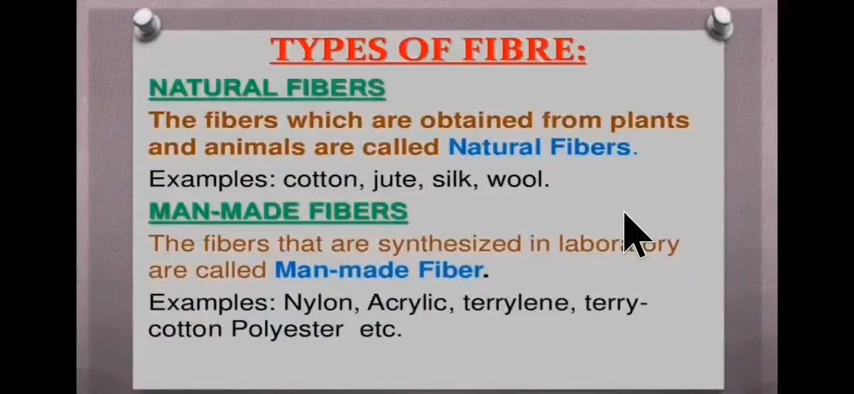 TYPES OF FIBRE:
NATURAL FIBERS
The fibers which are obtained from plants
and animals are called Natural Fibers.
Examples: cotton, jute, silk, wool.
MAN-MADE FIBERS
The fibers that are synthesized in laboratory
are called Man-made Fiber.
Examples: Nylon, Acrylic, terrylene, terry-
cotton Polyester etc.